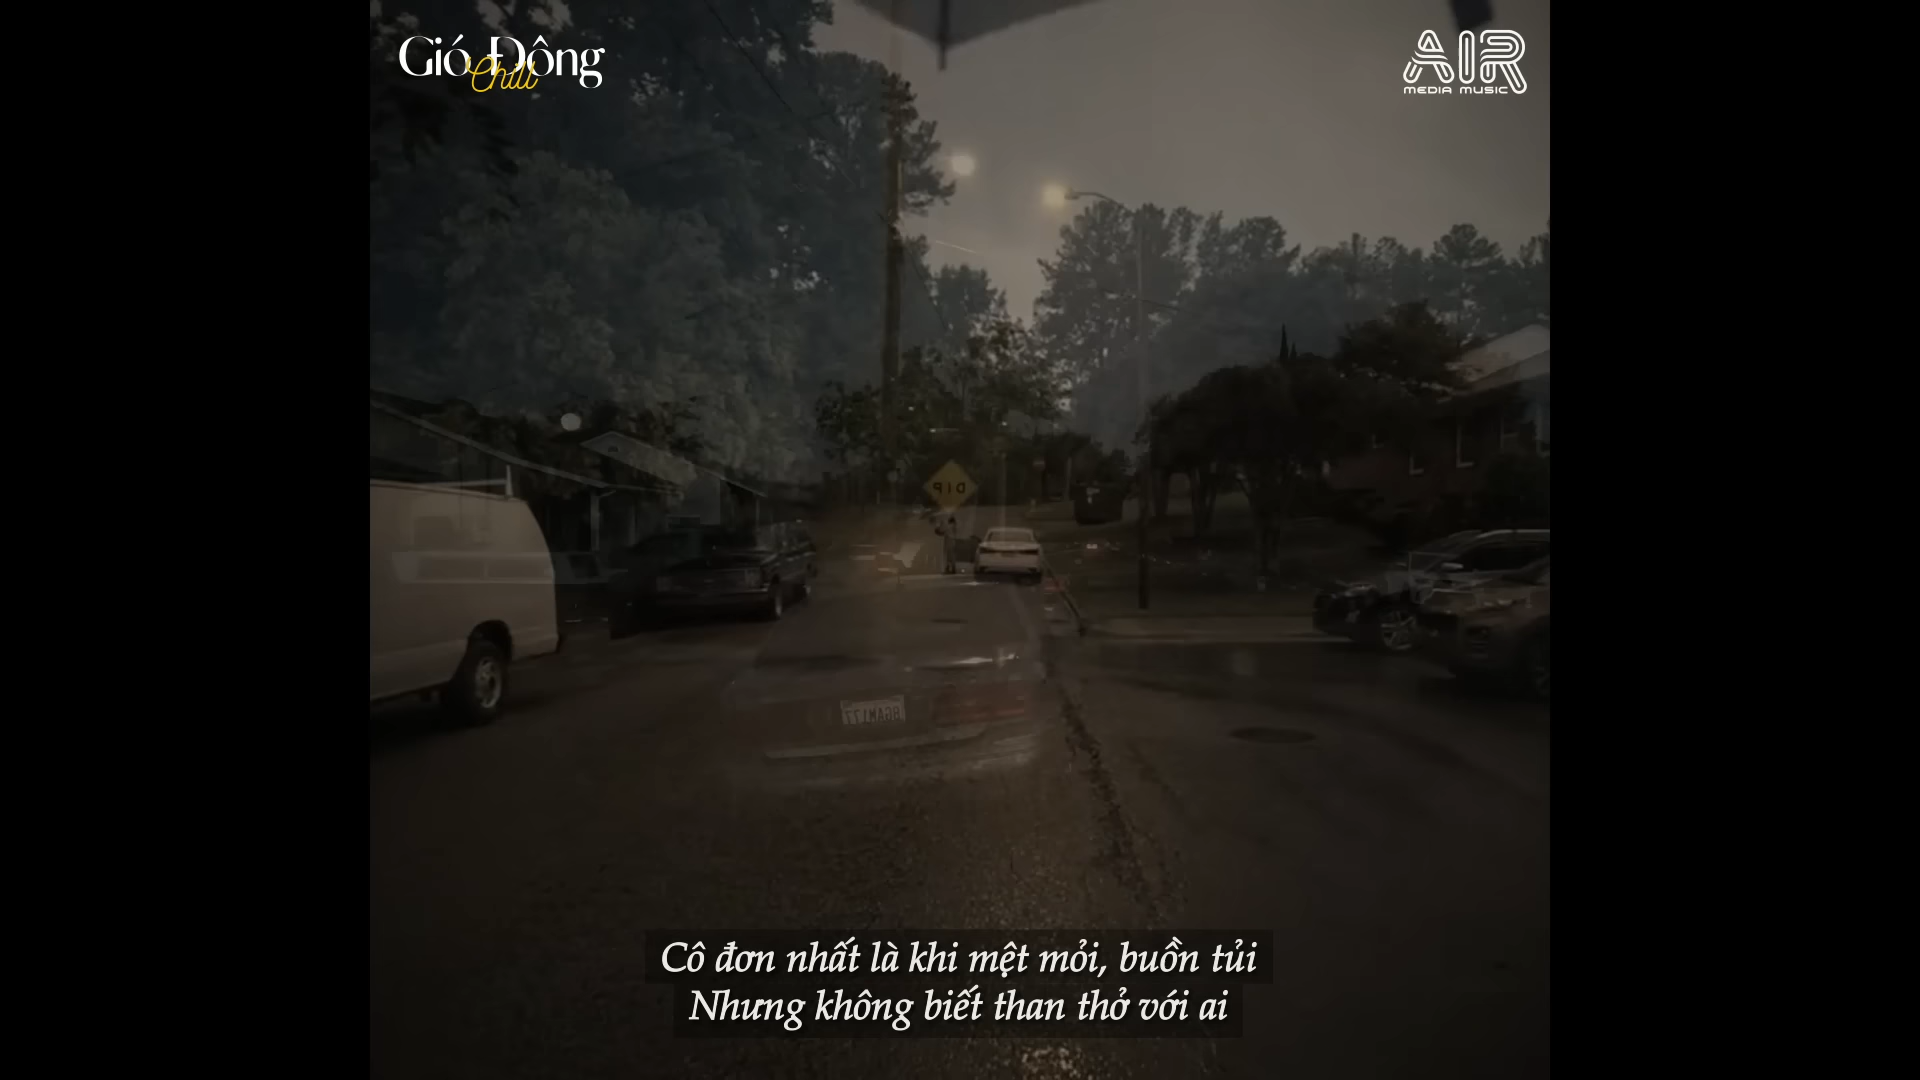 Gió Đông
Chill
AIR
MEDIA MUSIC
DIP
Cô đơn nhất là khi mệt mỏi, buồn tủi
Nhưng không biết than thở với ai